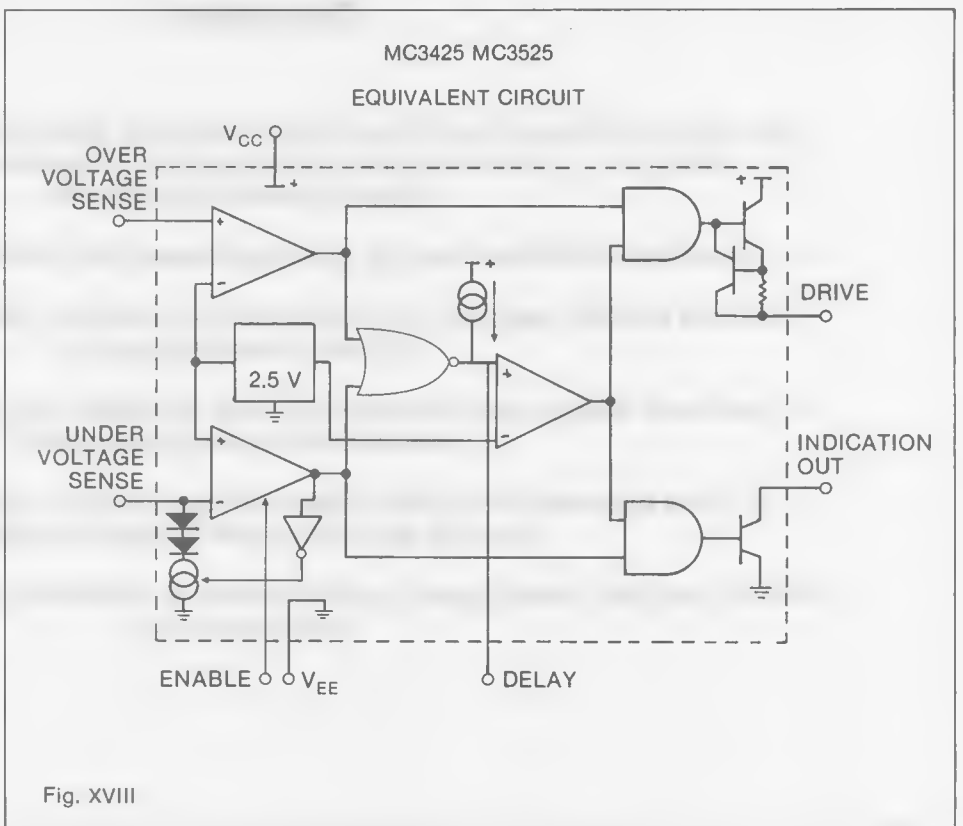 MC3425 MC3525
EQUIVALENT CIRCUIT
VCC
+
OVER
VOLTAGE
SENSE
+
+
-
+
DRIVE
2.5 V
+
-
UNDER
VOLTAGE
SENSE
+
-
INDICATION
OUT
ENABLE
VEE
DELAY
Fig. XVIII